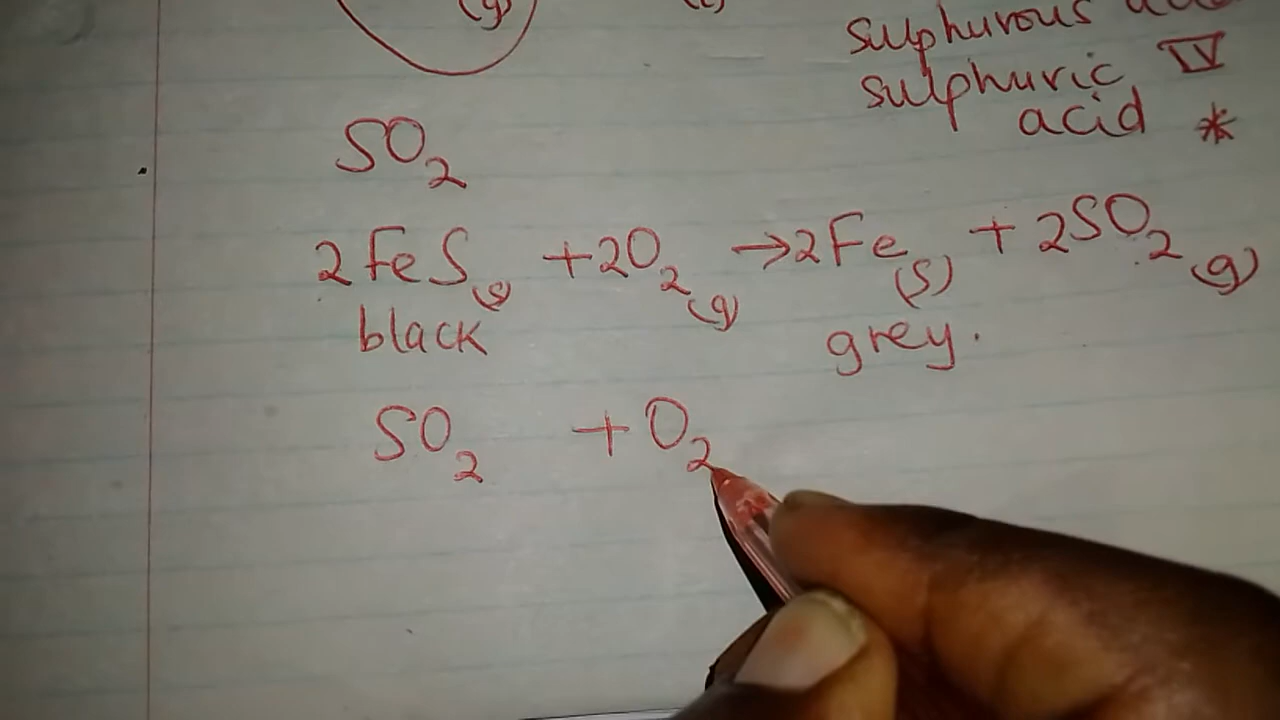 (g)
sulphurous
sulphuric IV
acid *
SO₂
2FeS(s) +2O₂(g) →2Fe(s) + 2SO₂(g)
black grey.
SO₂ + O₂